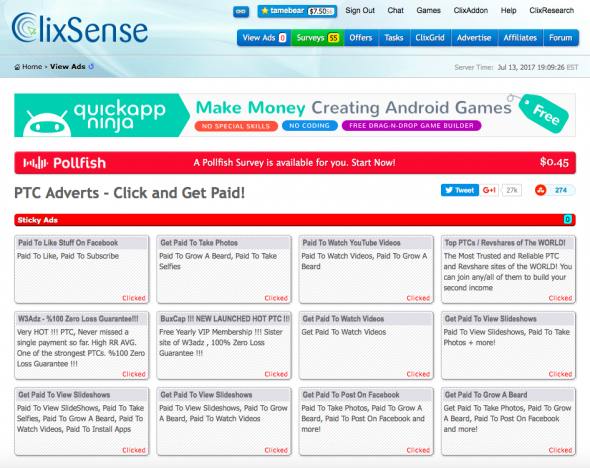 ClixSense
tamebear $7.50
Sign Out Chat Games ClixAddon Help ClixResearch
View Ads 0 Surveys 55 Offers Tasks ClixGrid Advertise Affiliates Forum
Home › View Ads
Server Time: Jul 13, 2017 19:09:26 EST
quickapp
ninja
Make Money Creating Android Games
NO SPECIAL SKILLS NO CODING FREE DRAG-N-DROP GAME BUILDER
Free
Pollfish A Pollfish Survey is available for you. Start Now! $0.45
PTC Adverts - Click and Get Paid!
Tweet G+1 27k 274
Sticky Ads 0
Paid To Like Stuff On Facebook
Paid To Like, Paid To Subscribe
Clicked
Get Paid To Take Photos
Paid To Grow A Beard, Paid To Take
Selfies
Clicked
Paid To Watch YouTube Videos
Paid To Watch Videos, Paid To Grow A
Beard
Clicked
Top PTCs / Revshares of The WORLD!
The Most Trusted and Reliable PTC
and Revshare sites of the WORLD! You
can join any/all of them to build your
second income
Clicked
W3Adz - %100 Zero Loss Guarantee!!!
Very HOT !!! PTC, Never missed a
single payment so far. High RR AVG.
One of the strongest PTCs. %100 Zero
Loss Guarantee !!!
Clicked
BuxCap !!! NEW LAUNCHED HOT PTC !!!
Free Yearly VIP Membership !!! Sister
site of W3adz , 100% Zero Loss
Guarantee !!!
Clicked
Get Paid To Watch Videos
Get Paid To Watch Videos
Clicked
Get Paid To View Slideshows
Paid To View Slideshows, Paid To Take
Photos + more!
Clicked
Get Paid To View Slideshows
Paid To View SlideShows, Paid To Take
Selfies, Paid To Grow A Beard, Paid To
Watch Videos, Paid To Install Apps
Clicked
Get Paid To View Slideshows
Paid To View Slideshows, Paid To Grow
A Beard, Paid To Watch Videos
Clicked
Get Paid To Post On Facebook
Paid To Take Photos, Paid To Grow A
Beard, Paid To Post On Facebook
and more!
Clicked
Get Paid To Grow A Beard
Get Paid To Take Photos, Paid To Grow
A Beard, Paid To Post On Facebook
and more!
Clicked